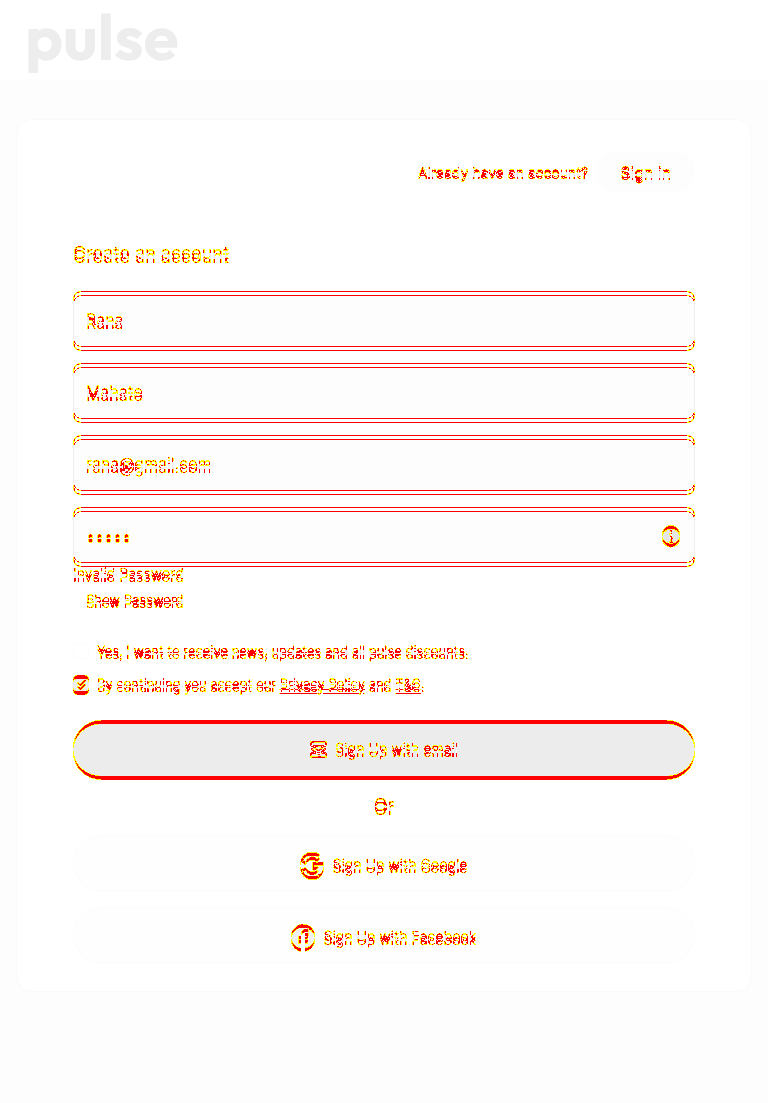 pulse
Already have an account? Sign in
Create an account
Rana
Mahate
rana@gmail.com
Invalid Password
Show Password
Yes, I want to receive news, updates and all pulse discounts.
By continuing you accept our Privacy Policy and T&C.
Sign Up with email
Or
Sign Up with Google
Sign Up with Facebook